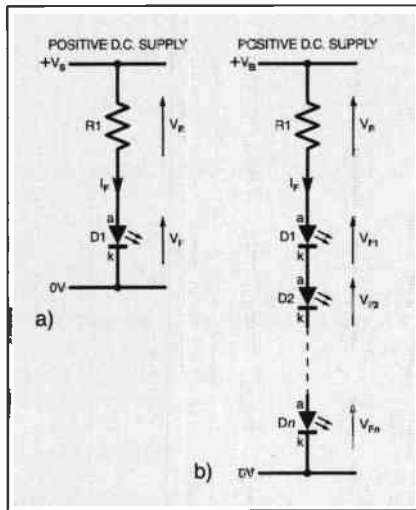 POSITIVE D.C. SUPPLY
+VS
R1
VR
IF
a
D1
VF
k
0V
a)
POSITIVE D.C. SUPPLY
+VS
R1
VR
IF
a
D1
VF1
k
a
D2
VF2
k
a
Dn
VFn
k
b)
0V